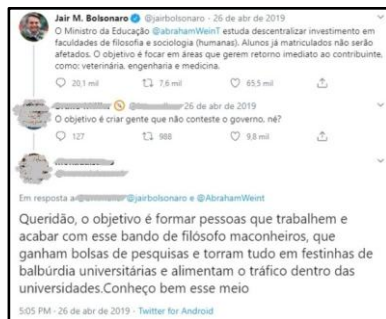 Jair M. Bolsonaro @jairbolsonaro · 26 de abr de 2019
O Ministro da Educação @abrahamWeinT estuda descentralizar investimento em
faculdades de filosofia e sociologia (humanas). Alunos já matriculados não serão
afetados. O objetivo é focar em áreas que gerem retorno imediato ao contribuinte,
como: veterinária, engenharia e medicina.
20,1 mil 7,6 mil 65,5 mil
26 de abr de 2019
O objetivo é criar gente que não conteste o governo, né?
127 988 9,8 mil
Em resposta a @jairbolsonaro e @AbrahamWeint
Queridão, o objetivo é formar pessoas que trabalhem e
acabar com esse bando de filósofo maconheiros, que
ganham bolsas de pesquisas e torram tudo em festinhas de
balbúrdia universitárias e alimentam o tráfico dentro das
universidades.Conheço bem esse meio
5:05 PM · 26 de abr de 2019 · Twitter for Android